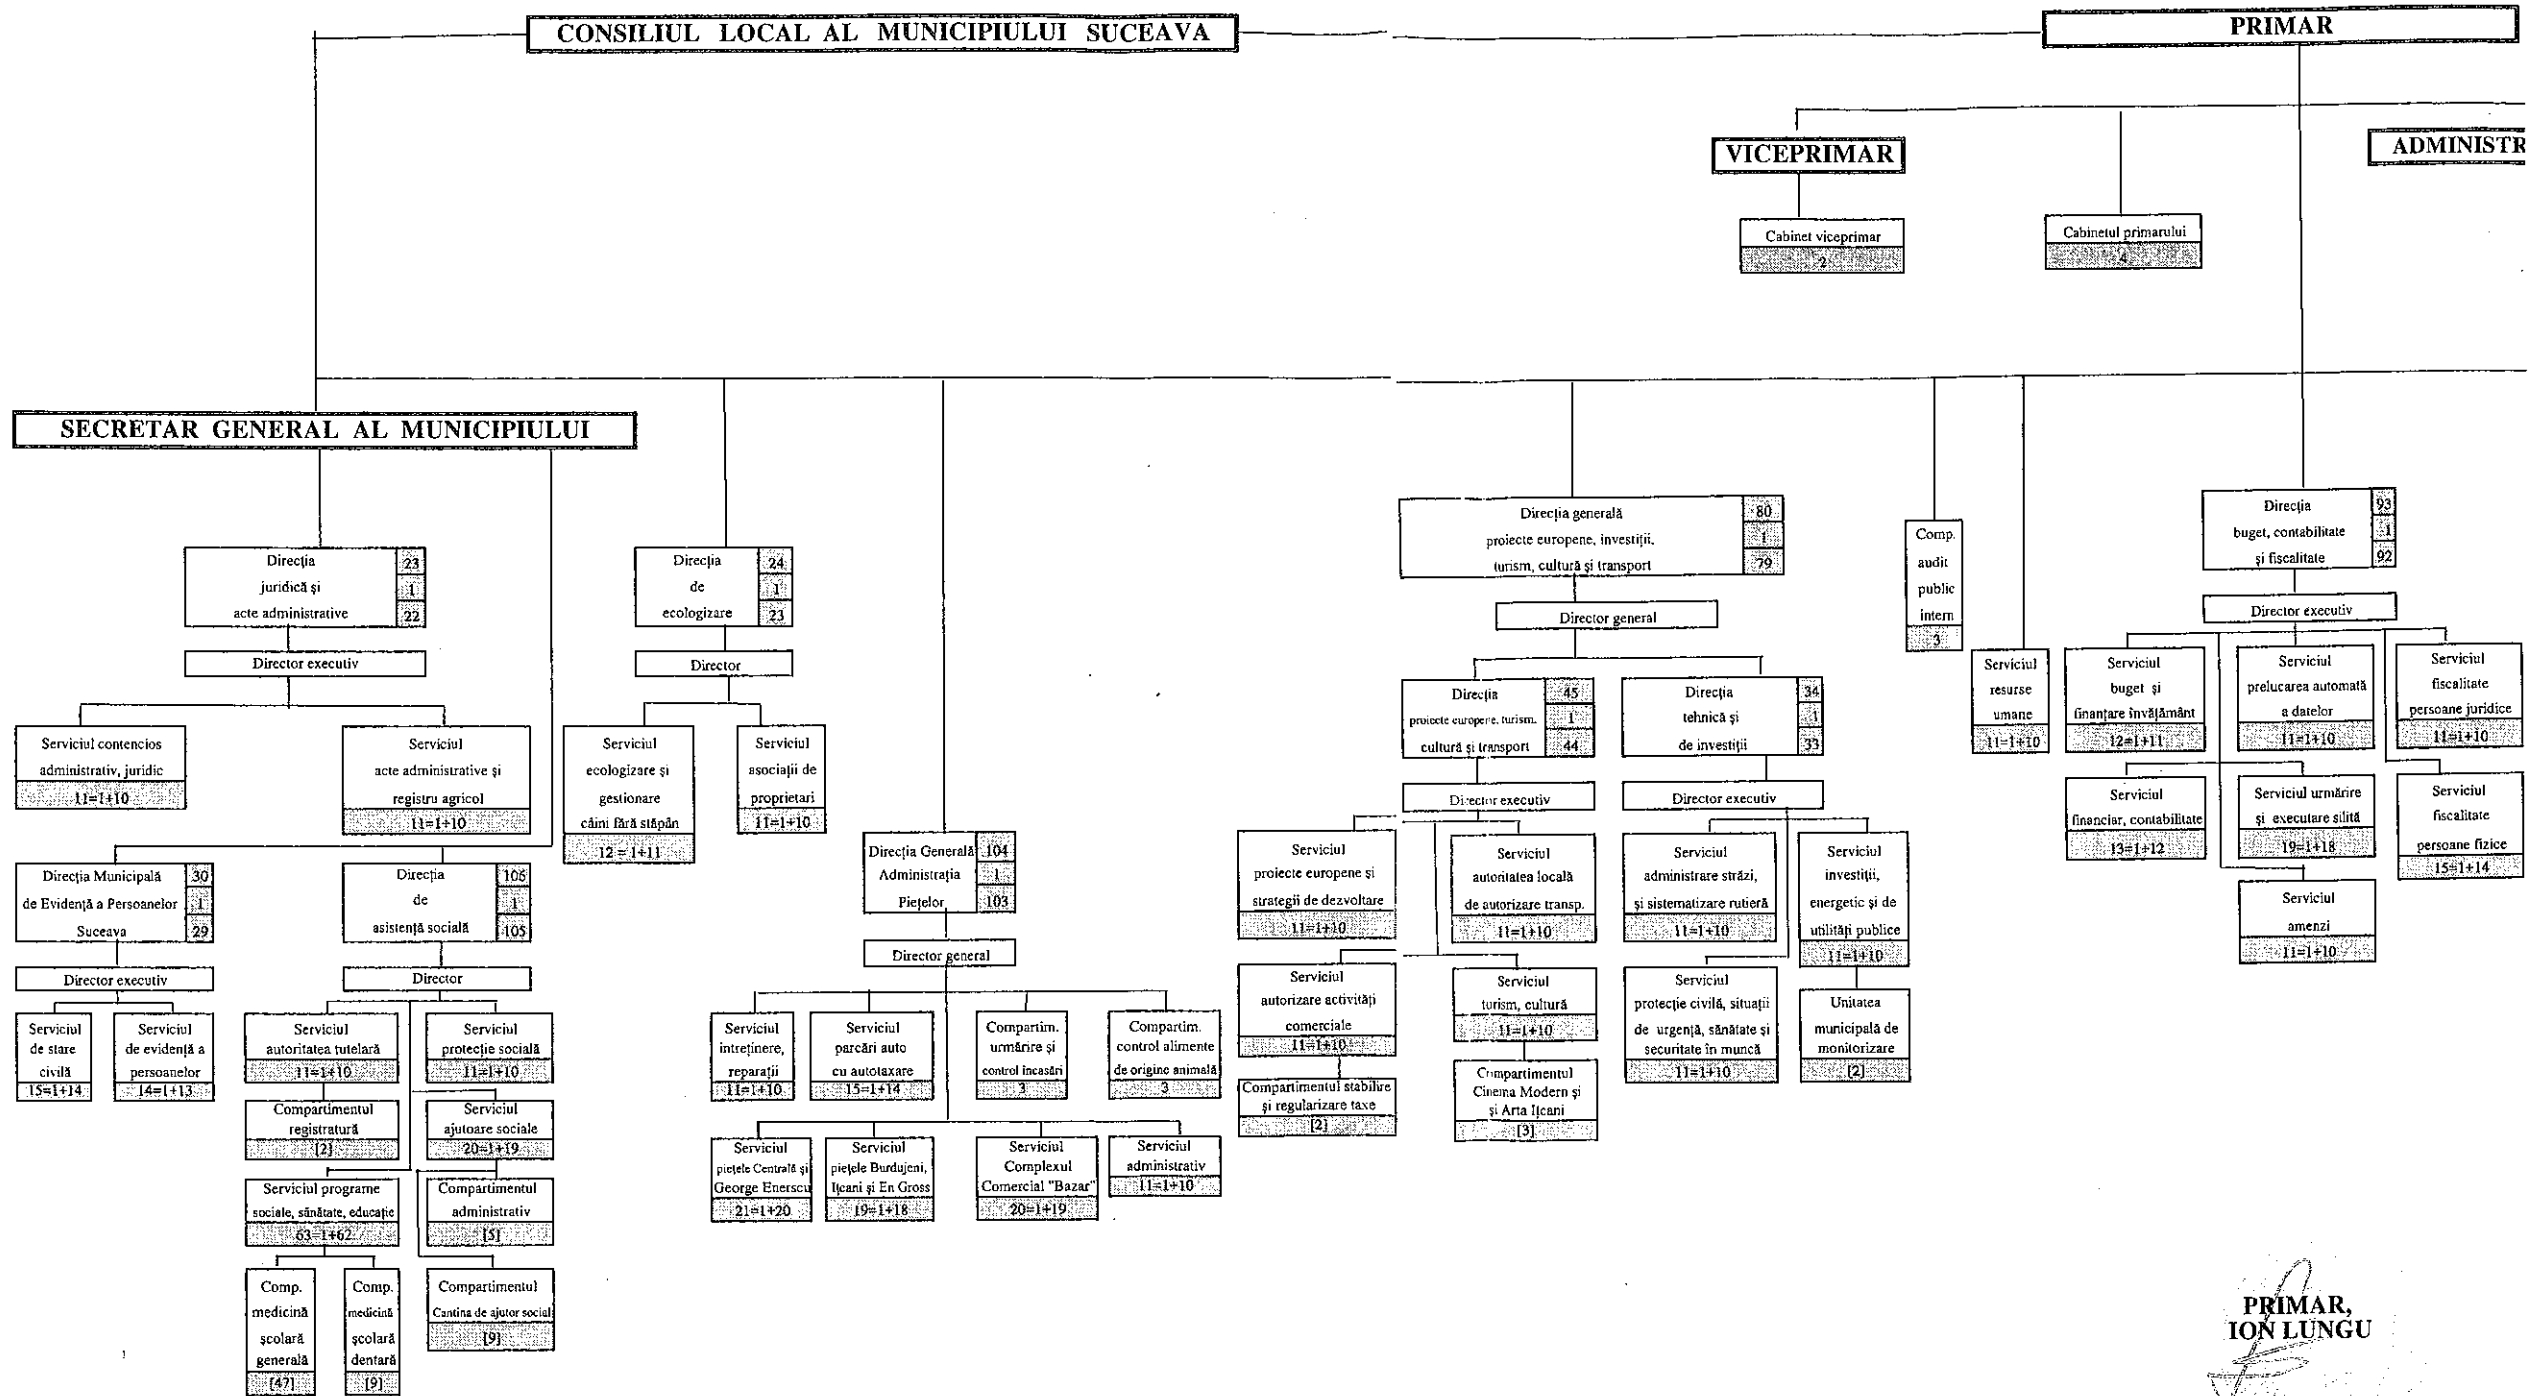 CONSILIUL LOCAL AL MUNICIPIULUI SUCEAVA
PRIMAR
VICEPRIMAR
ADMINISTR
Cabinet viceprimar
2
Cabinetul primarului
4
SECRETAR GENERAL AL MUNICIPIULUI
Direcția
juridică și
acte administrative
23
1
22
Director executiv
Serviciul contencios
administrativ, juridic
11=1+10
Serviciul
acte administrative și
registru agricol
11=1+10
Direcția Municipală
de Evidență a Persoanelor
Suceava
30
1
29
Director executiv
Serviciul
de stare
civilă
15=1+14
Serviciul
de evidență a
persoanelor
14=1+13
Direcția
de
asistență socială
106
1
105
Director
Serviciul
autoritatea tutelară
11=1+10
Serviciul
protecție socială
11=1+10
Compartimentul
registratură
[2]
Serviciul
ajutoare sociale
20=1+19
Serviciul programe
sociale, sănătate, educație
63=1+62
Compartimentul
administrativ
[5]
Comp.
medicină
școlară
generală
[47]
Comp.
medicină
școlară
dentară
[9]
Compartimentul
Cantina de ajutor social
[9]
Direcția
de
ecologizare
24
1
23
Director
Serviciul
ecologizare și
gestionare
câini fără stăpân
12 = 1+11
Serviciul
asociații de
proprietari
11=1+10
Direcția Generală
Administrația
Piețelor
104
1
103
Director general
Serviciul
întreținere,
reparații
11=1+10
Serviciul
parcări auto
cu autotaxare
15=1+14
Compartim.
urmărire și
control încasări
3
Compartim.
control alimente
de origine animală
3
Serviciul
piețele Centrală și
George Enerscu
21=1+20
Serviciul
piețele Burdujeni,
Ițcani și En Gross
19=1+18
Serviciul
Complexul
Comercial "Bazar"
20=1+19
Serviciul
administrativ
11=1+10
Direcția generală
proiecte europene, investiții,
turism, cultură și transport
80
1
79
Director general
Direcția
proiecte europene, turism,
cultură și transport
45
1
44
Director executiv
Direcția
tehnică și
de investiții
34
1
33
Director executiv
Serviciul
proiecte europene și
strategii de dezvoltare
11=1+10
Serviciul
autoritatea locală
de autorizare transp.
11=1+10
Serviciul
administrare străzi,
și sistematizare rutieră
11=1+10
Serviciul
investiții,
energetic și de
utilități publice
11=1+10
Serviciul
autorizare activități
comerciale
11=1+10
Serviciul
turism, cultură
11=1+10
Serviciul
protecție civilă, situații
de urgență, sănătate și
securitate în muncă
11=1+10
Unitatea
municipală de
monitorizare
[2]
Compartimentul stabilire
și regularizare taxe
[2]
Compartimentul
Cinema Modern și
și Arta Ițcani
[3]
Comp.
audit
public
intern
3
Serviciul
resurse
umane
11=1+10
Direcția
buget, contabilitate
și fiscalitate
93
1
92
Director executiv
Serviciul
buget și
finanțare învățământ
12=1+11
Serviciul
prelucarea automată
a datelor
11=1+10
Serviciul
fiscalitate
persoane juridice
11=1+10
Serviciul
financiar, contabilitate
13=1+12
Serviciul urmărire
și executare silită
19=1+18
Serviciul
fiscalitate
persoane fizice
15=1+14
Serviciul
amenzi
11=1+10
PRIMAR,
ION LUNGU